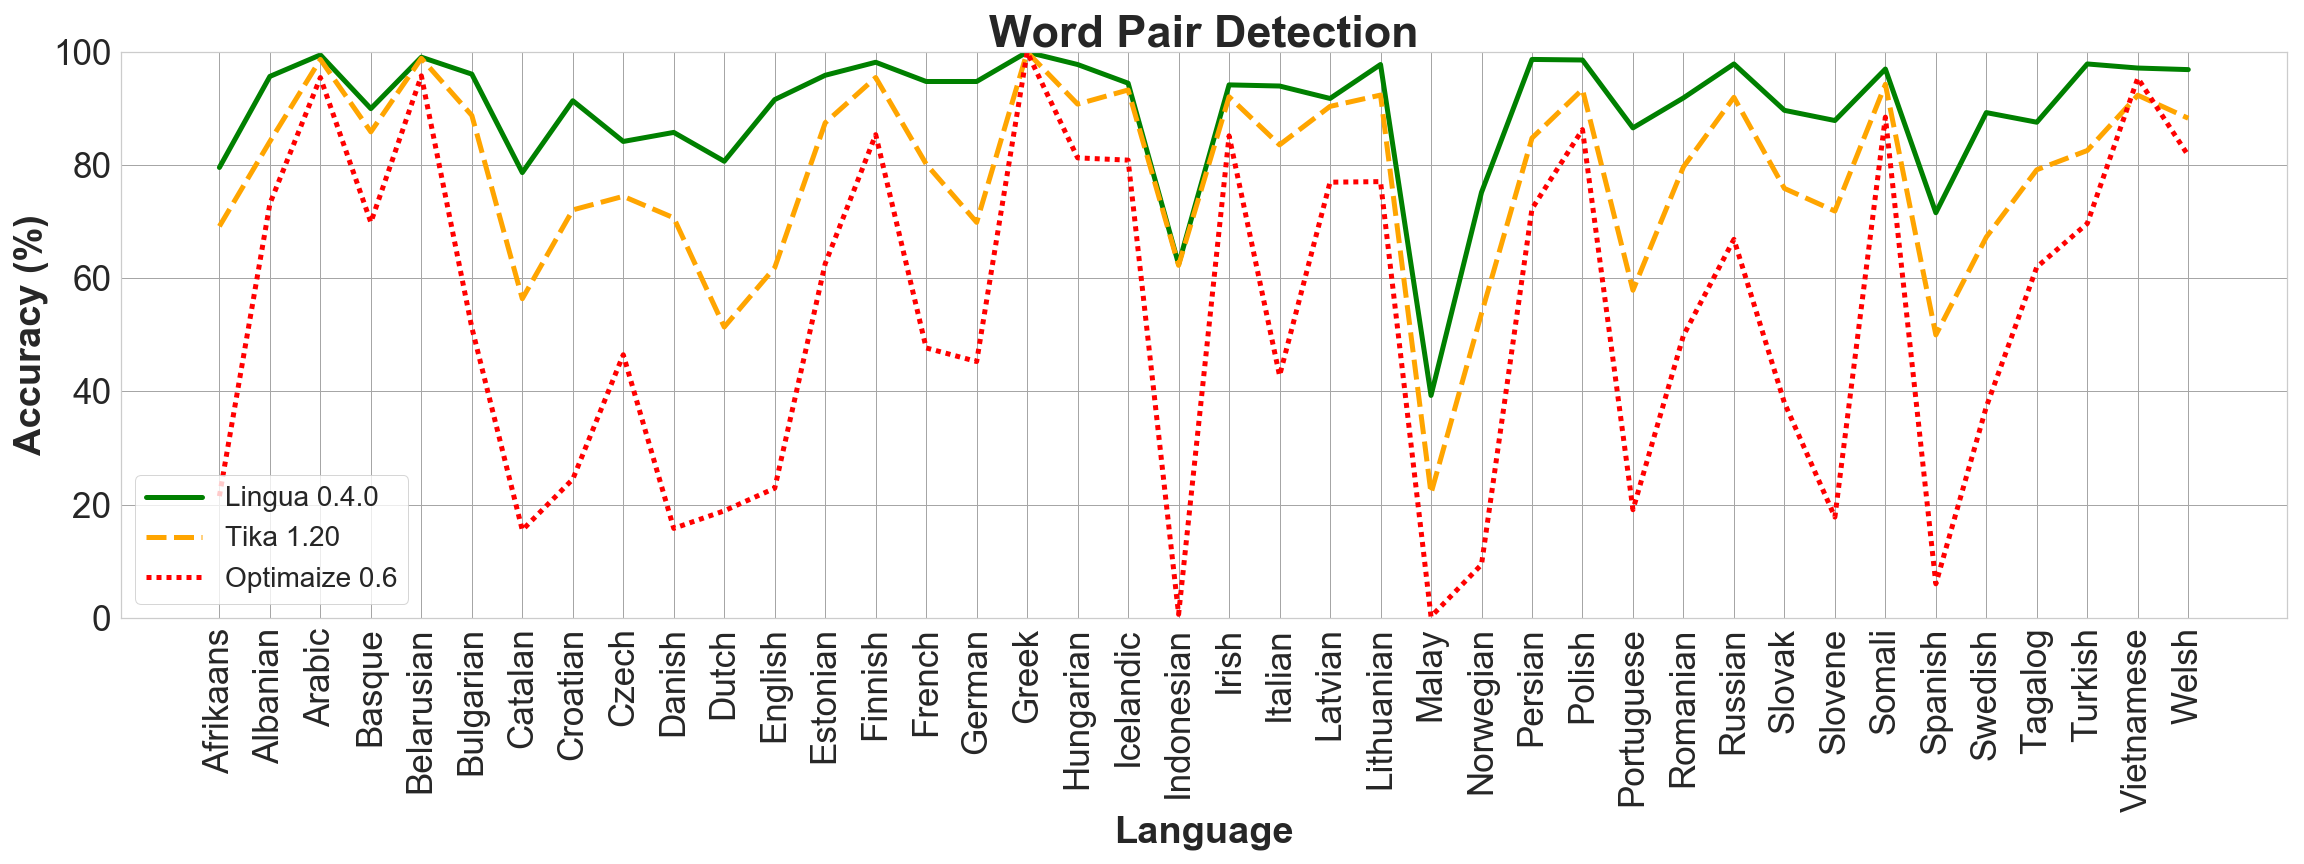 Word Pair Detection
Accuracy (%)
100
80
60
40
20
0
Lingua 0.4.0
Tika 1.20
Optimaize 0.6
Afrikaans
Albanian
Arabic
Basque
Belarusian
Bulgarian
Catalan
Croatian
Czech
Danish
Dutch
English
Estonian
Finnish
French
German
Greek
Hungarian
Icelandic
Indonesian
Irish
Italian
Latvian
Lithuanian
Malay
Norwegian
Persian
Polish
Portuguese
Romanian
Russian
Slovak
Slovene
Somali
Spanish
Swedish
Tagalog
Turkish
Vietnamese
Welsh
Language